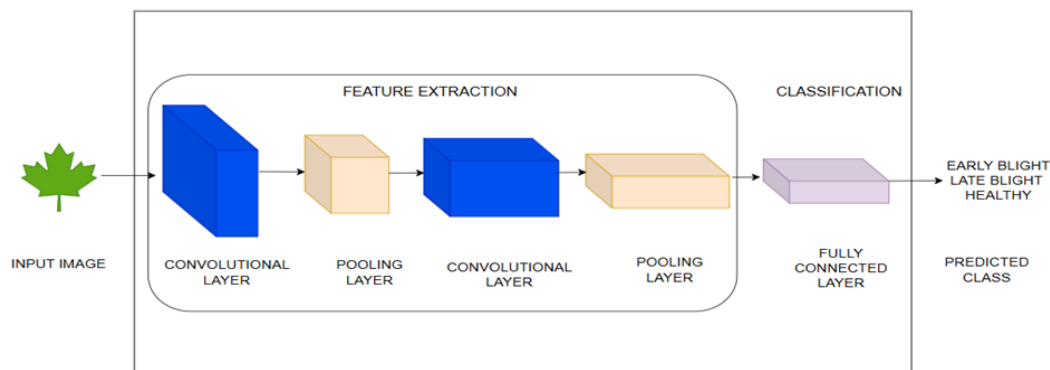 FEATURE EXTRACTION
CLASSIFICATION
EARLY BLIGHT
LATE BLIGHT
HEALTHY
INPUT IMAGE
CONVOLUTIONAL
LAYER
POOLING
LAYER
CONVOLUTIONAL
LAYER
POOLING
LAYER
FULLY
CONNECTED
LAYER
PREDICTED
CLASS